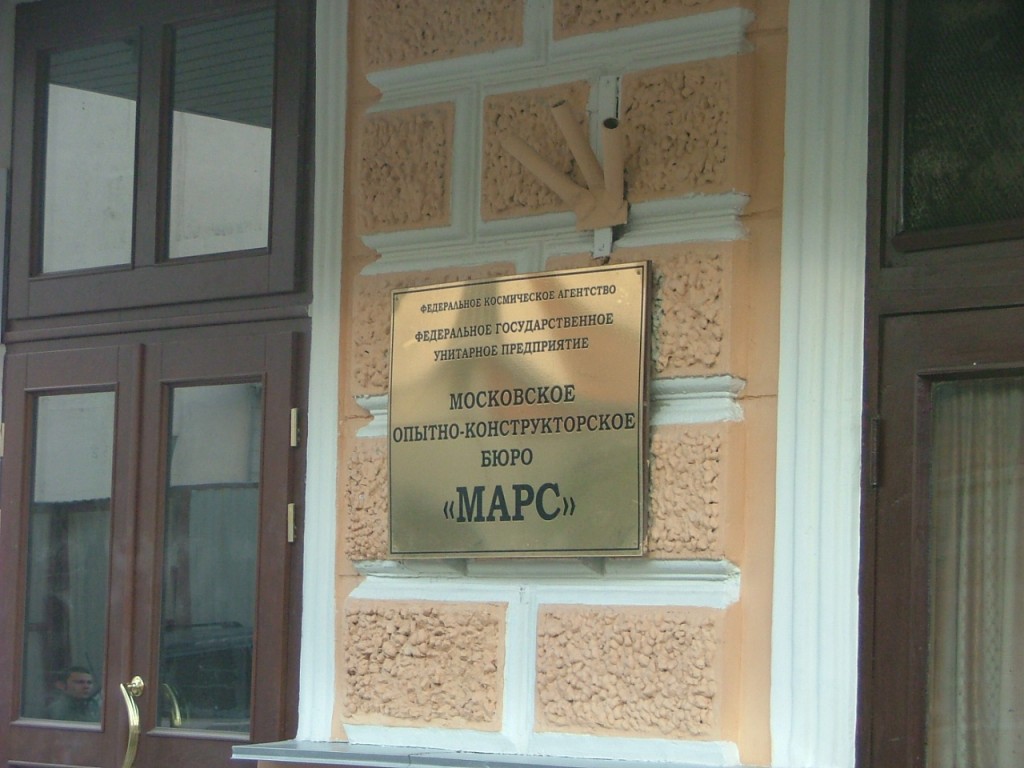 ФЕДЕРАЛЬНОЕ КОСМИЧЕСКОЕ АГЕНТСТВО
ФЕДЕРАЛЬНОЕ ГОСУДАРСТВЕННОЕ
УНИТАРНОЕ ПРЕДПРИЯТИЕ
МОСКОВСКОЕ
ОПЫТНО-КОНСТРУКТОРСКОЕ
БЮРО
«МАРС»